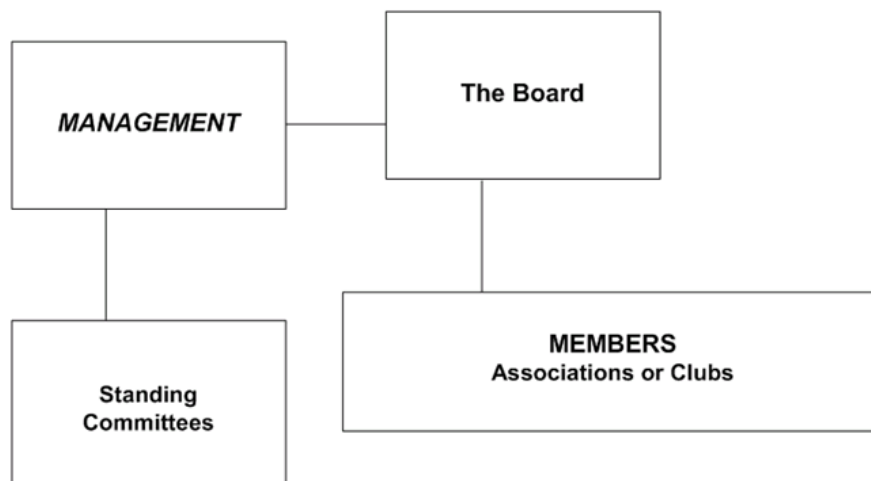 MANAGEMENT
The Board
Standing
Committees
MEMBERS
Associations or Clubs